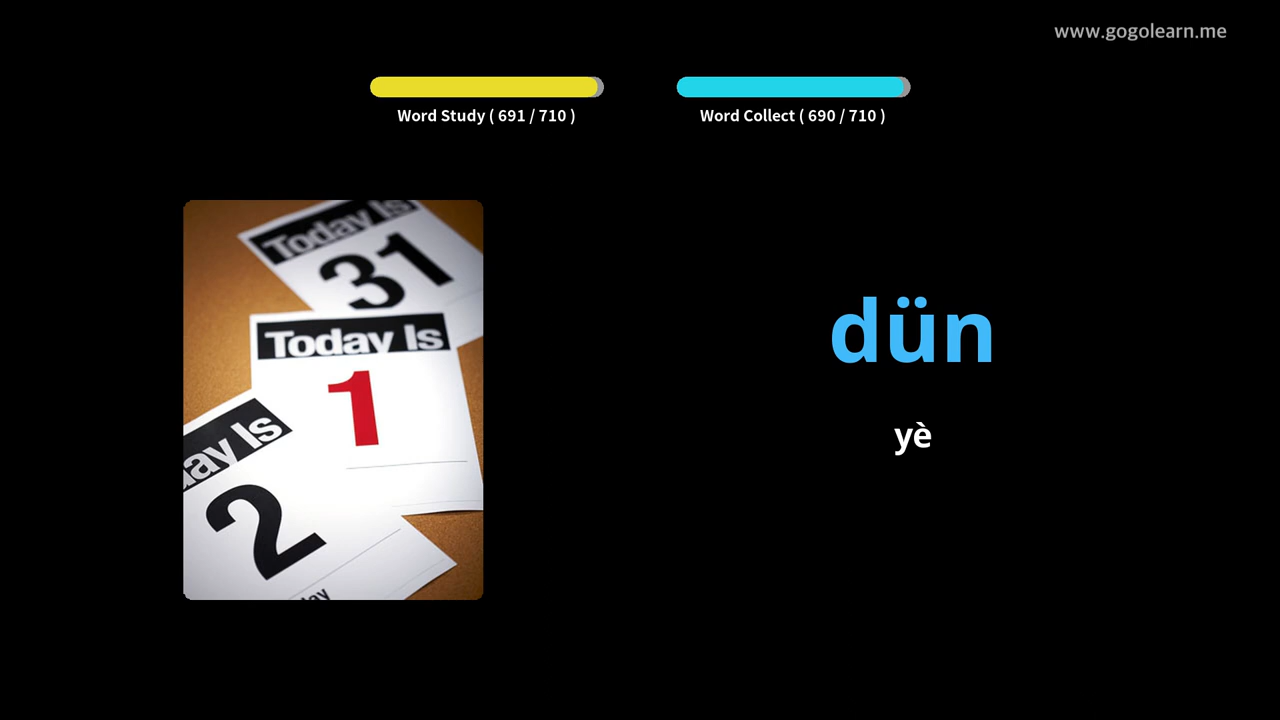 www.gogolearn.me
Word Study ( 691 / 710 )
Word Collect ( 690 / 710 )
Today Is
31
Today Is
1
ay Is
2
ay
dün
yè